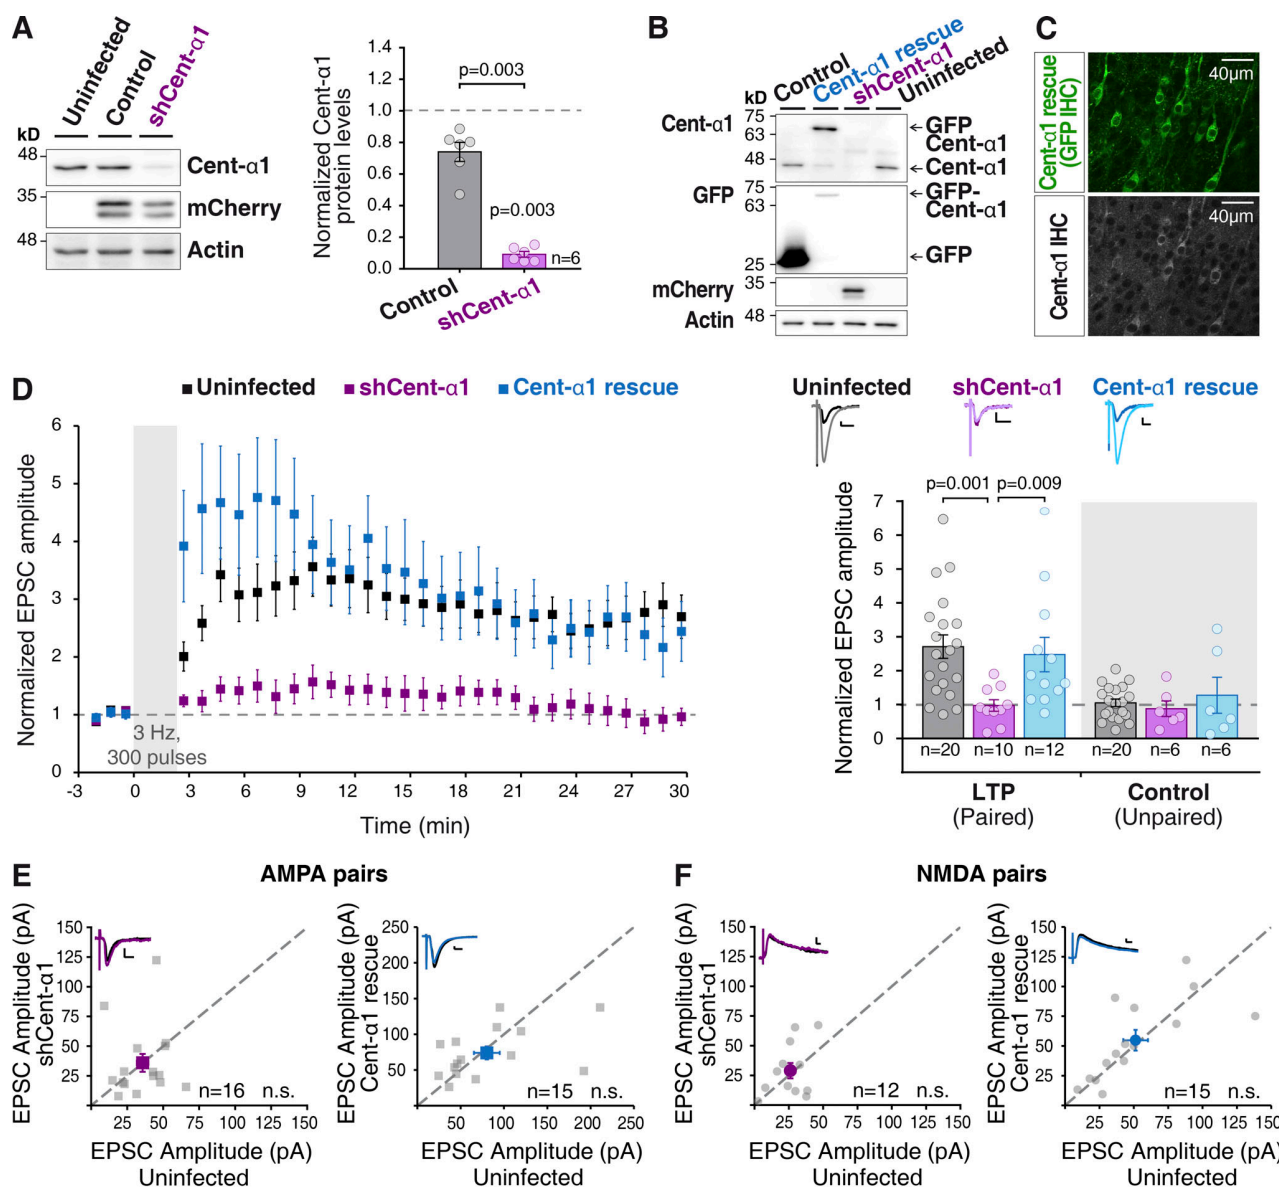 A
Uninfected
Control
shCent-α1
kD
48
Cent-α1
35
mCherry
48
Actin
Normalized Cent-α1
protein levels
1.4
1.2
1.0
0.8
0.6
0.4
0.2
0.0
p=0.003
p=0.003
n=6
Control
shCent-α1
B
Control
Cent-α1 rescue
shCent-α1
Uninfected
kD
Cent-α1
75
63
48
GFP
Cent-α1
Cent-α1
GFP
75
63
25
GFP-
Cent-α1
GFP
mCherry
35
Actin
48
C
Cent-α1 rescue
(GFP IHC)
40µm
Cent-α1 IHC
40µm
D
Uninfected
shCent-α1
Cent-α1 rescue
Normalized EPSC amplitude
6
5
4
3
2
1
0
3 Hz,
300 pulses
-3 0 3 6 9 12 15 18 21 24 27 30
Time (min)
Uninfected
shCent-α1
Cent-α1 rescue
Normalized EPSC amplitude
7
6
5
4
3
2
1
0
p=0.001
p=0.009
n=20 n=10 n=12 n=20 n=6 n=6
LTP
(Paired)
Control
(Unpaired)
E
AMPA pairs
EPSC Amplitude (pA)
shCent-α1
150
125
100
75
50
25
n=16 n.s.
0 25 50 75 100 125 150
EPSC Amplitude (pA)
Uninfected
EPSC Amplitude (pA)
Cent-α1 rescue
250
200
150
100
50
n=15 n.s.
0 50 100 150 200 250
EPSC Amplitude (pA)
Uninfected
F
NMDA pairs
EPSC Amplitude (pA)
shCent-α1
150
125
100
75
50
25
n=12 n.s.
0 25 50 75 100 125 150
EPSC Amplitude (pA)
Uninfected
EPSC Amplitude (pA)
Cent-α1 rescue
150
125
100
75
50
25
n=15 n.s.
0 25 50 75 100 125 150
EPSC Amplitude (pA)
Uninfected